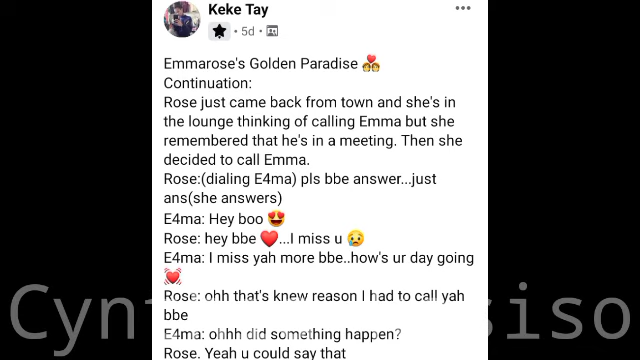 Keke Tay
5d
Emmarose's Golden Paradise
Continuation:
Rose just came back from town and she's in
the lounge thinking of calling Emma but she
remembered that he's in a meeting. Then she
decided to call Emma.
Rose:(dialing E4ma) pls bbe answer...just
ans(she answers)
E4ma: Hey boo 😍
Rose: hey bbe ❤️...I miss u 😢
E4ma: I miss yah more bbe..how's ur day going
💓
Rose: ohh that's knew reason I had to call yah
bbe
E4ma: ohhh did something happen?
Rose. Yeah u could say that